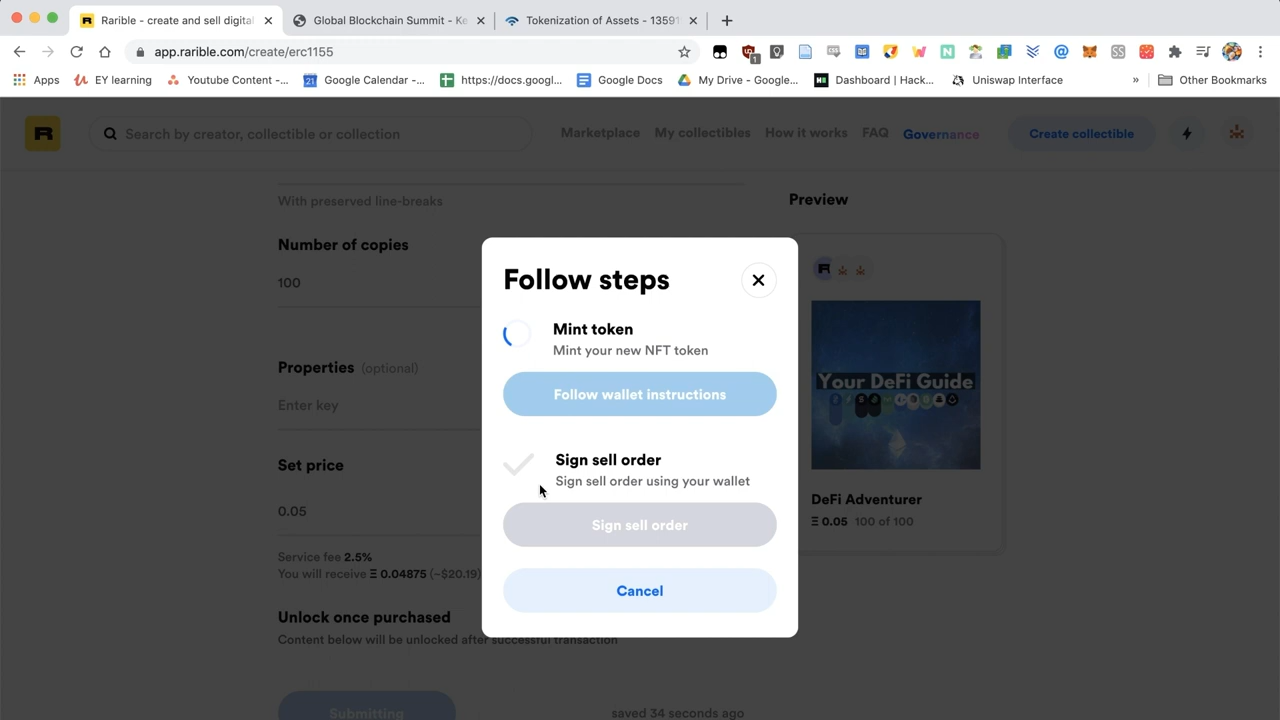 Rarible - create and sell digital
Global Blockchain Summit - Ke
Tokenization of Assets - 13591
app.rarible.com/create/erc1155
Apps
EY learning
Youtube Content -...
Google Calendar -...
https://docs.googl...
Google Docs
My Drive - Google...
Dashboard | Hack...
Uniswap Interface
»
Other Bookmarks
R
Search by creator, collectible or collection
Marketplace
My collectibles
How it works
FAQ
Governance
Create collectible
With preserved line-breaks
Number of copies
100
Properties (optional)
Enter key
Set price
0.05
Service fee 2.5%
You will receive Ξ 0.04875 (~$20.19)
Unlock once purchased
Content below will be unlocked after successful transaction
Submitting
saved 34 seconds ago
Follow steps
Mint token
Mint your new NFT token
Follow wallet instructions
Sign sell order
Sign sell order using your wallet
Sign sell order
Cancel
Preview
Your DeFi Guide
DeFi Adventurer
Ξ 0.05 100 of 100